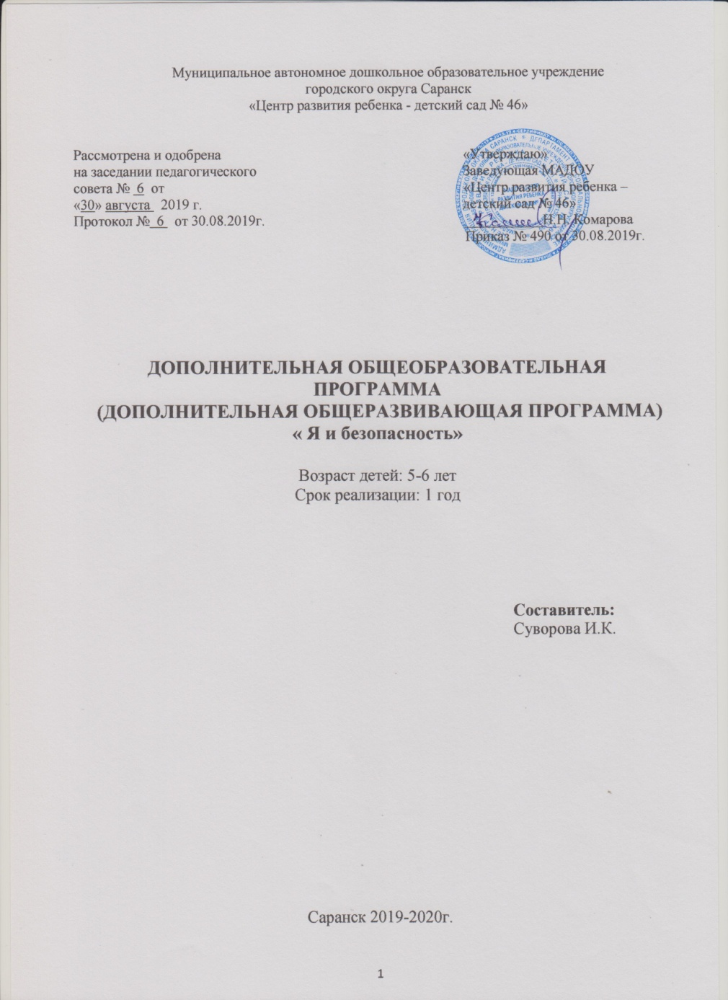 Муниципальное автономное дошкольное образовательное учреждение
городского округа Саранск
«Центр развития ребенка - детский сад № 46»
Рассмотрена и одобрена
на заседании педагогического
совета № 6 от
«30» августа 2019 г.
Протокол № 6 от 30.08.2019г.
«Утверждаю»
Заведующая МАДОУ
«Центр развития ребенка –
детский сад № 46»
Н.Н. Комарова
Приказ № 490 от 30.08.2019г.
ДОПОЛНИТЕЛЬНАЯ ОБЩЕОБРАЗОВАТЕЛЬНАЯ
ПРОГРАММА
(ДОПОЛНИТЕЛЬНАЯ ОБЩЕРАЗВИВАЮЩАЯ ПРОГРАММА)
« Я и безопасность»
Возраст детей: 5-6 лет
Срок реализации: 1 год
Составитель:
Суворова И.К.
Саранск 2019-2020г.
1